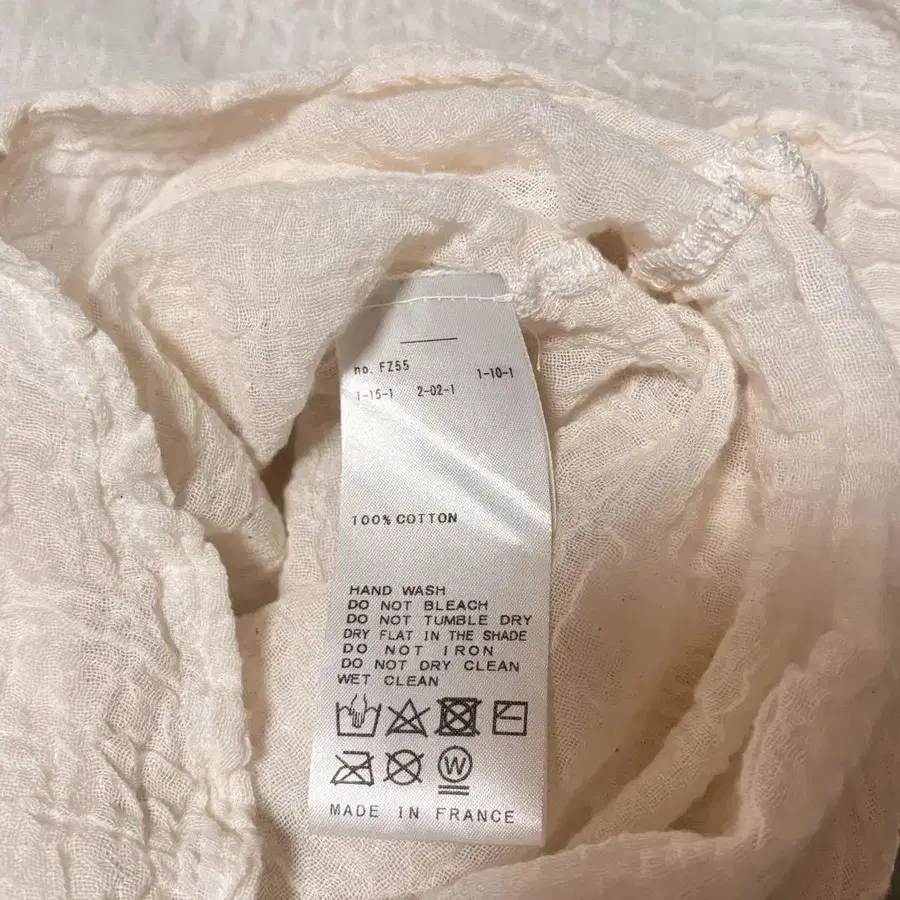 no. FZ55
1-15-1 2-02-1 1-10-1
100% COTTON
HAND WASH
DO NOT BLEACH
DO NOT TUMBLE DRY
DRY FLAT IN THE SHADE
DO NOT IRON
DO NOT DRY CLEAN
WET CLEAN
W
MADE IN FRANCE